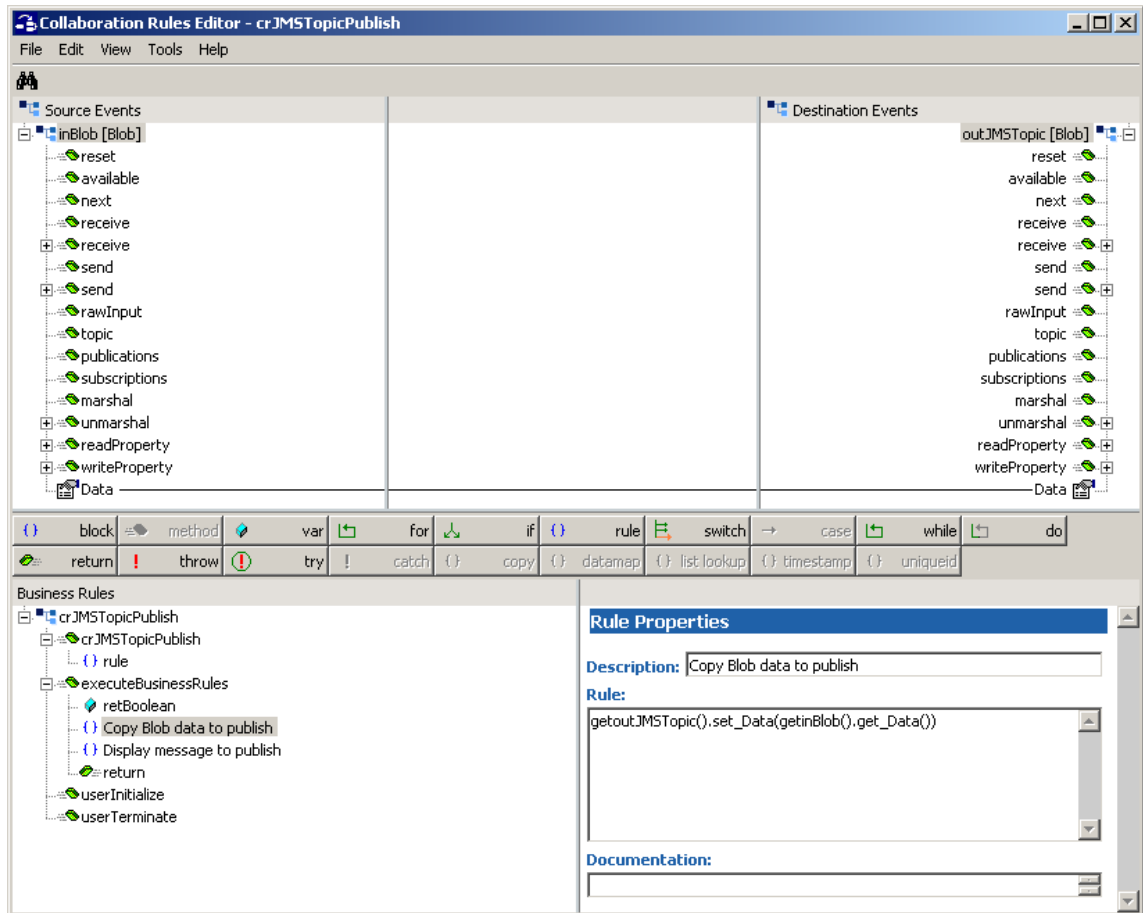 Collaboration Rules Editor - crJMSTopicPublish
File Edit View Tools Help
Source Events
Destination Events
inBlob [Blob]
outJMSTopic [Blob]
reset
reset
available
available
next
next
receive
receive
receive
receive
send
send
send
send
rawInput
rawInput
topic
topic
publications
publications
subscriptions
subscriptions
marshal
marshal
unmarshal
unmarshal
readProperty
readProperty
writeProperty
writeProperty
Data
Data
{} block method var for if {} rule switch → case while do
return ! throw ! try ! catch {} copy {} datamap {} list lookup {} timestamp {} uniqueid
Business Rules
crJMSTopicPublish
crJMSTopicPublish
{} rule
executeBusinessRules
retBoolean
{} Copy Blob data to publish
{} Display message to publish
return
userInitialize
userTerminate
Rule Properties
Description: Copy Blob data to publish
Rule:
getoutJMSTopic().set_Data(getinBlob().get_Data())
Documentation: